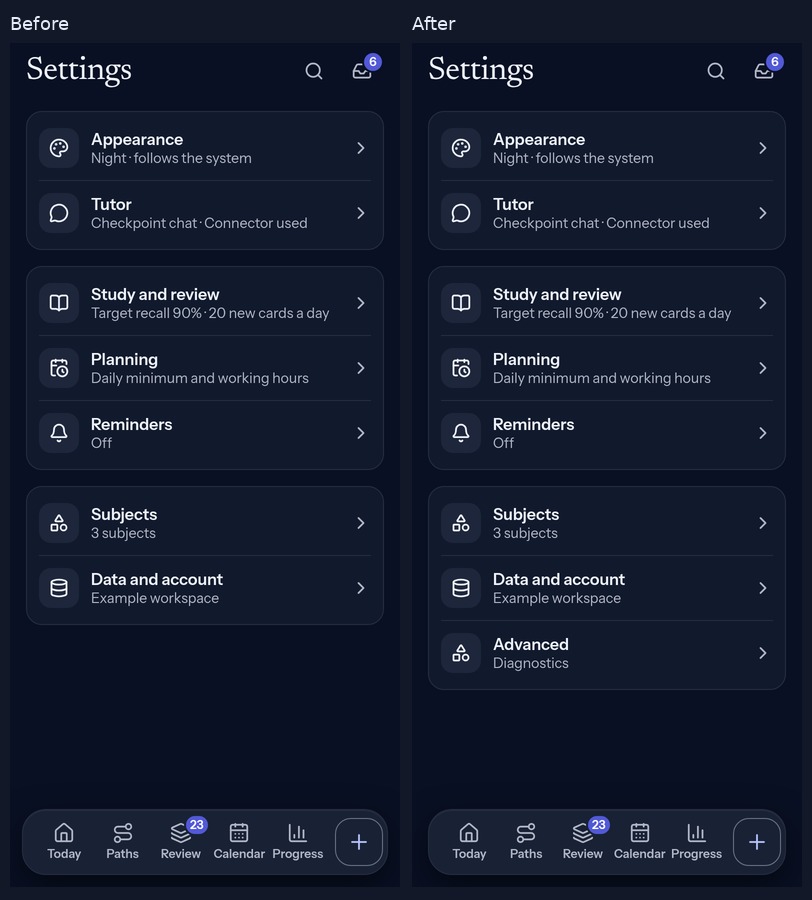 Before
Settings
6
Appearance
Night · follows the system
Tutor
Checkpoint chat · Connector used
Study and review
Target recall 90% · 20 new cards a day
Planning
Daily minimum and working hours
Reminders
Off
Subjects
3 subjects
Data and account
Example workspace
23
Today
Paths
Review
Calendar
Progress
After
Settings
6
Appearance
Night · follows the system
Tutor
Checkpoint chat · Connector used
Study and review
Target recall 90% · 20 new cards a day
Planning
Daily minimum and working hours
Reminders
Off
Subjects
3 subjects
Data and account
Example workspace
Advanced
Diagnostics
23
Today
Paths
Review
Calendar
Progress